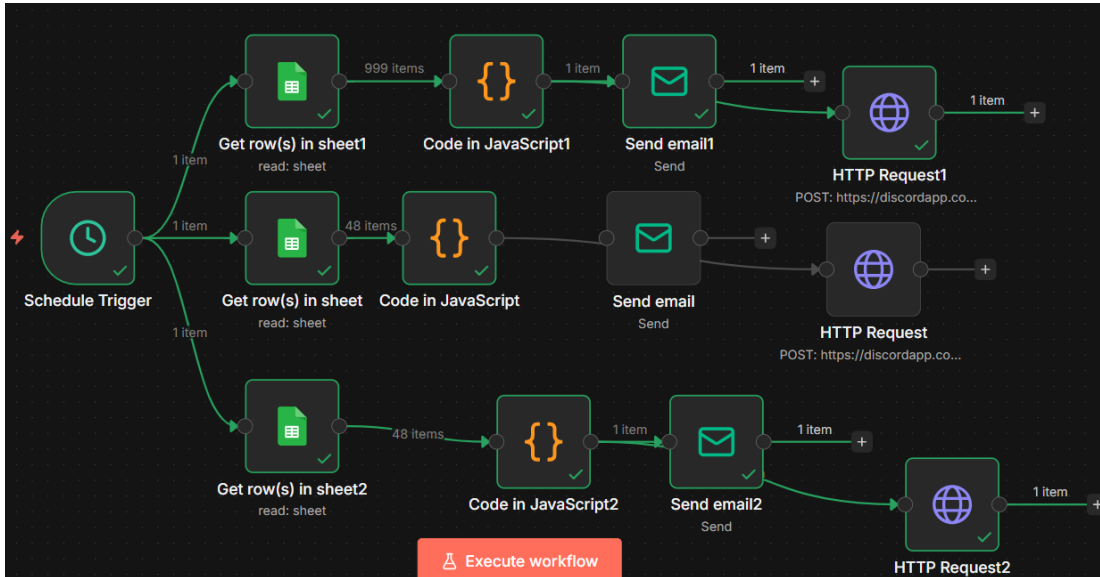 999 items
1 item
1 item
1 item
Get row(s) in sheet1
read: sheet
Code in JavaScript1
Send email1
Send
HTTP Request1
POST: https://discordapp.co...
1 item
1 item
48 items
Schedule Trigger
Get row(s) in sheet
read: sheet
Code in JavaScript
Send email
Send
HTTP Request
POST: https://discordapp.co...
1 item
48 items
1 item
1 item
1 item
Get row(s) in sheet2
read: sheet
Code in JavaScript2
Send email2
Send
HTTP Request2
Execute workflow